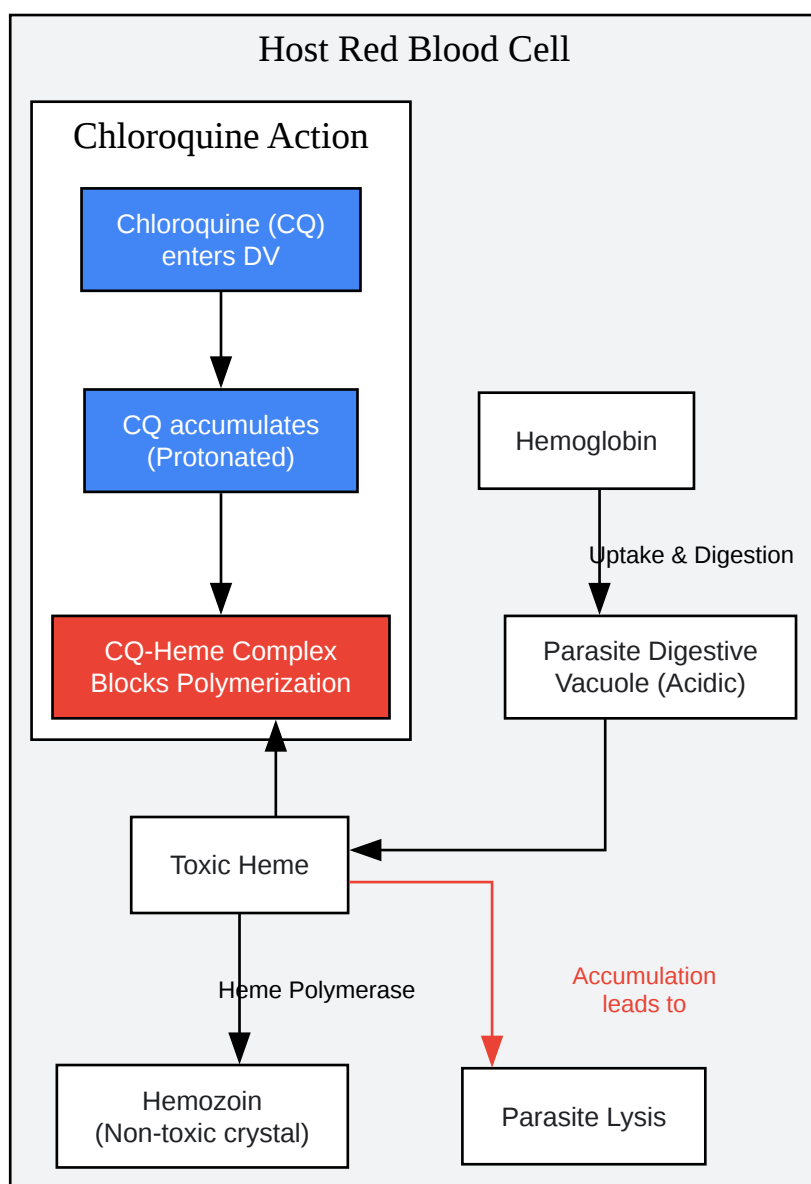 Host Red Blood Cell
Chloroquine Action
Chloroquine (CQ)
enters DV
CQ accumulates
(Protonated)
Hemoglobin
Uptake & Digestion
CQ-Heme Complex
Blocks Polymerization
Parasite Digestive
Vacuole (Acidic)
Toxic Heme
Heme Polymerase
Accumulation
leads to
Hemozoin
(Non-toxic crystal)
Parasite Lysis